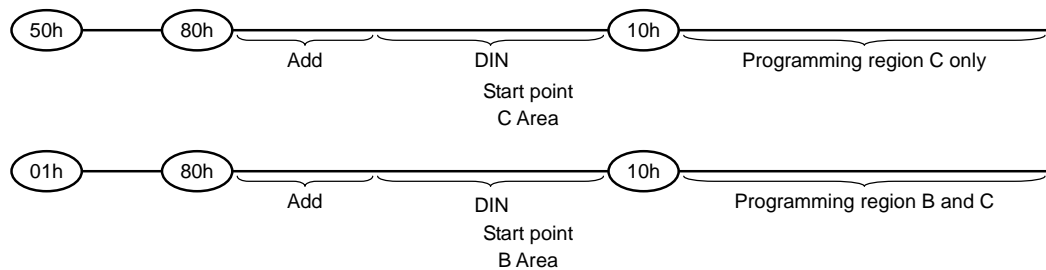 50h 80h 10h
Add DIN Programming region C only
Start point
C Area
01h 80h 10h
Add DIN Programming region B and C
Start point
B Area